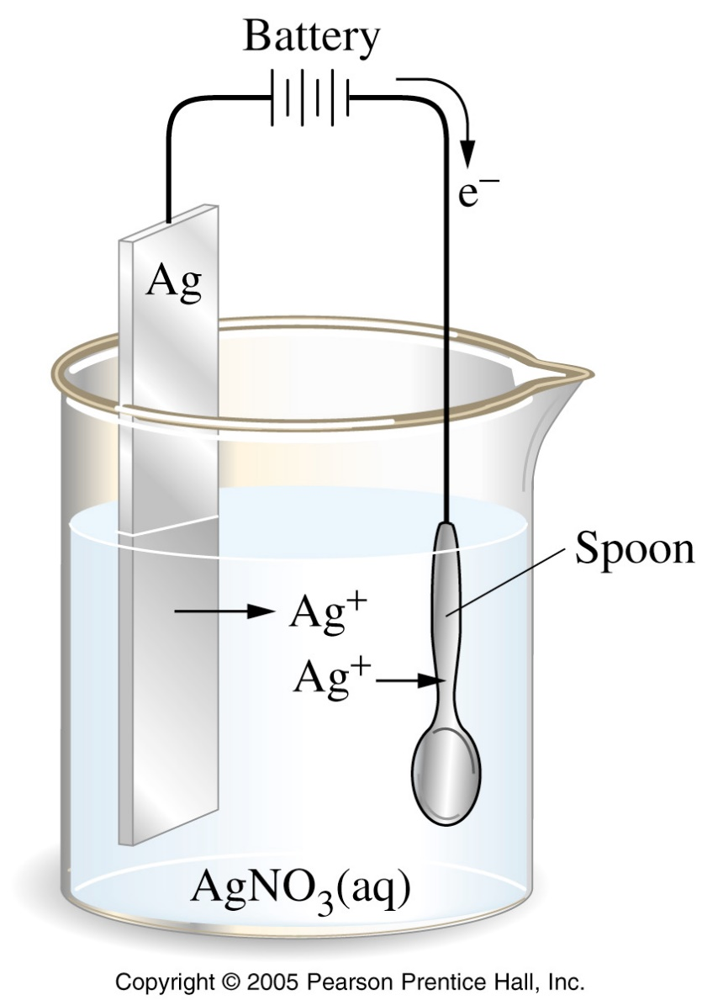 Battery
e⁻
Ag
Spoon
Ag⁺
Ag⁺
AgNO₃(aq)
Copyright © 2005 Pearson Prentice Hall, Inc.